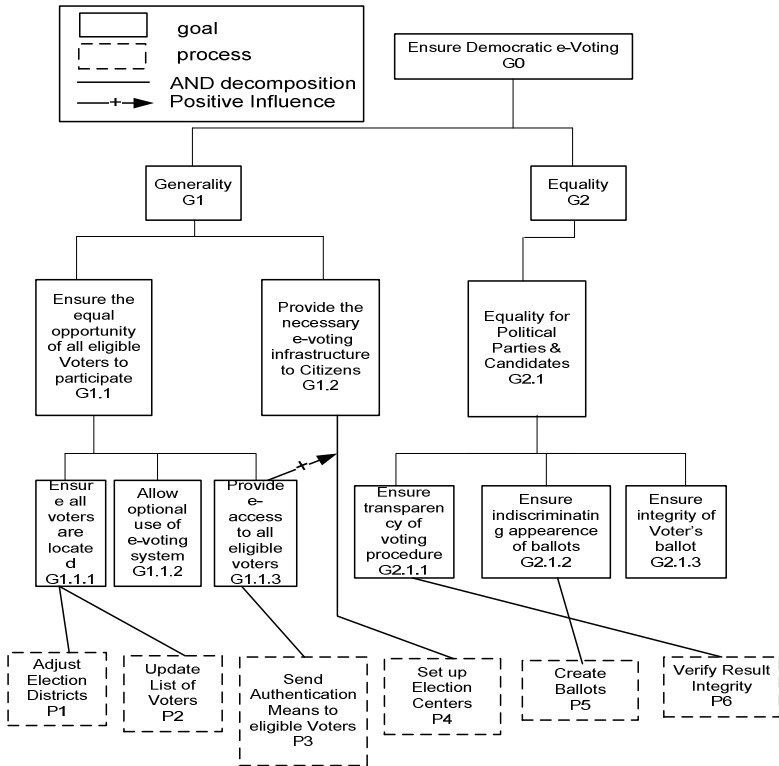 goal
process
AND decomposition
+
Positive Influence
Ensure Democratic e-Voting
G0
Generality
G1
Equality
G2
Ensure the
equal
opportunity
of all eligible
Voters to
participate
G1.1
Provide the
necessary
e-voting
infrastructure
to Citizens
G1.2
Equality for
Political
Parties &
Candidates
G2.1
+
Ensur
e all
voters
are
locate
d
G1.1.1
Allow
optional
use of
e-voting
system
G1.1.2
Provide
e-
access
to all
eligible
voters
G1.1.3
Ensure
transparen
cy of
voting
procedure
G2.1.1
Ensure
indiscriminatin
g appearence
of ballots
G2.1.2
Ensure
integrity of
Voter's
ballot
G2.1.3
Adjust
Election
Districts
P1
Update
List of
Voters
P2
Send
Authentication
Means to
eligible Voters
P3
Set up
Election
Centers
P4
Create
Ballots
P5
Verify Result
Integrity
P6